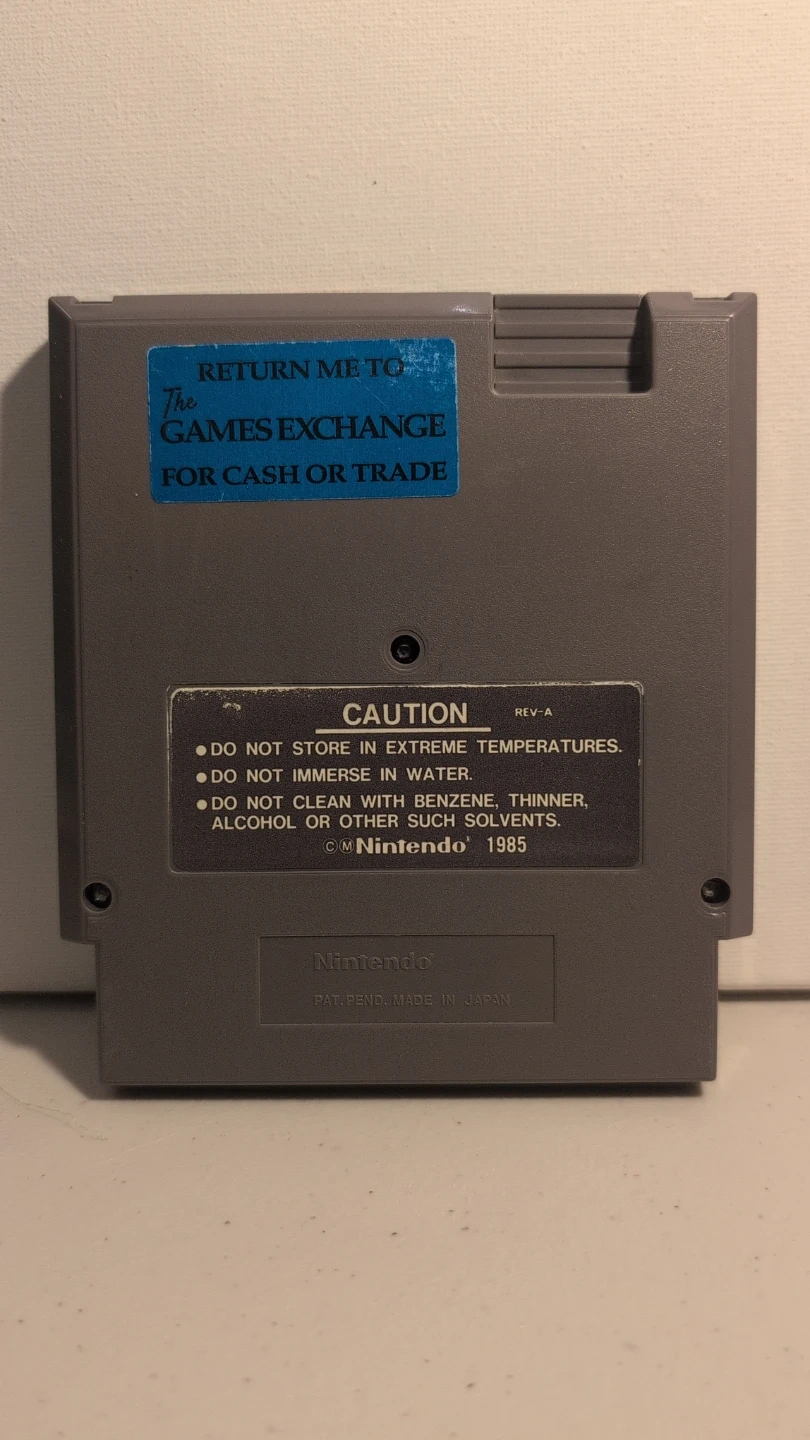 RETURN ME TO
The
GAMES EXCHANGE
FOR CASH OR TRADE
CAUTION REV-A
●DO NOT STORE IN EXTREME TEMPERATURES.
●DO NOT IMMERSE IN WATER.
●DO NOT CLEAN WITH BENZENE, THINNER,
ALCOHOL OR OTHER SUCH SOLVENTS.
©ⓂNintendo® 1985
Nintendo®
PAT. PEND. MADE IN JAPAN